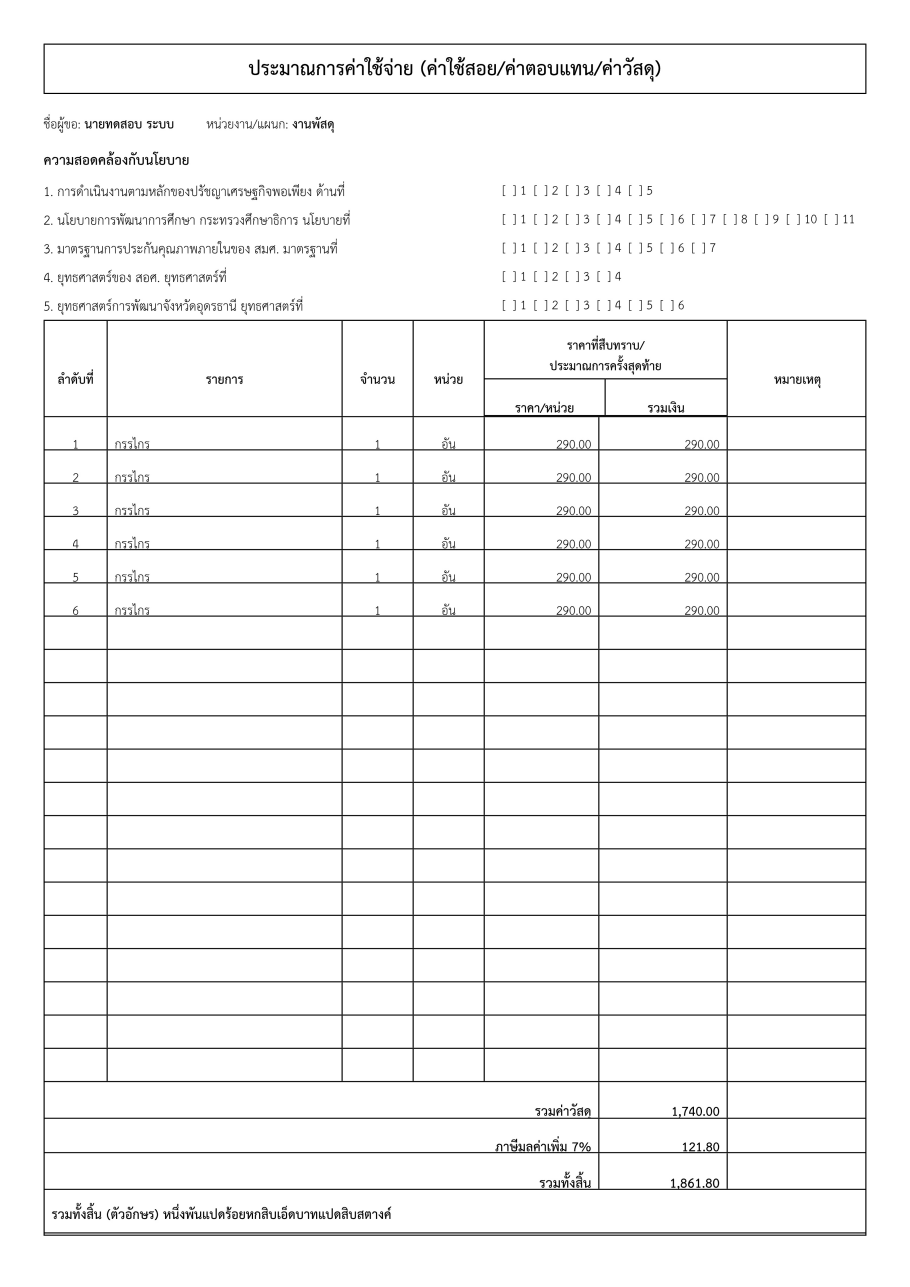 ประมาณการค่าใช้จ่าย (ค่าใช้สอย/ค่าตอบแทน/ค่าวัสดุ)
ชื่อผู้ขอ: นายทดสอบ ระบบ หน่วยงาน/แผนก: งานพัสดุ
ความสอดคล้องกับนโยบาย
1. การดำเนินงานตามหลักของปรัชญาเศรษฐกิจพอเพียง ด้านที่ [ ]1 [ ]2 [ ]3 [ ]4 [ ]5
2. นโยบายการพัฒนาการศึกษา กระทรวงศึกษาธิการ นโยบายที่ [ ]1 [ ]2 [ ]3 [ ]4 [ ]5 [ ]6 [ ]7 [ ]8 [ ]9 [ ]10 [ ]11
3. มาตรฐานการประกันคุณภาพภายในของ สมศ. มาตรฐานที่ [ ]1 [ ]2 [ ]3 [ ]4 [ ]5 [ ]6 [ ]7
4. ยุทธศาสตร์ของ สอศ. ยุทธศาสตร์ที่ [ ]1 [ ]2 [ ]3 [ ]4
5. ยุทธศาสตร์การพัฒนาจังหวัดอุดรธานี ยุทธศาสตร์ที่ [ ]1 [ ]2 [ ]3 [ ]4 [ ]5 [ ]6
ราคาที่สืบทราบ/
ประมาณการครั้งสุดท้าย
ลำดับที่ รายการ จำนวน หน่วย หมายเหตุ
ราคา/หน่วย รวมเงิน
1 กรรไกร 1 อัน 290.00 290.00
2 กรรไกร 1 อัน 290.00 290.00
3 กรรไกร 1 อัน 290.00 290.00
4 กรรไกร 1 อัน 290.00 290.00
5 กรรไกร 1 อัน 290.00 290.00
6 กรรไกร 1 อัน 290.00 290.00
รวมค่าวัสดุ 1,740.00
ภาษีมูลค่าเพิ่ม 7% 121.80
รวมทั้งสิ้น 1,861.80
รวมทั้งสิ้น (ตัวอักษร) หนึ่งพันแปดร้อยหกสิบเอ็ดบาทแปดสิบสตางค์